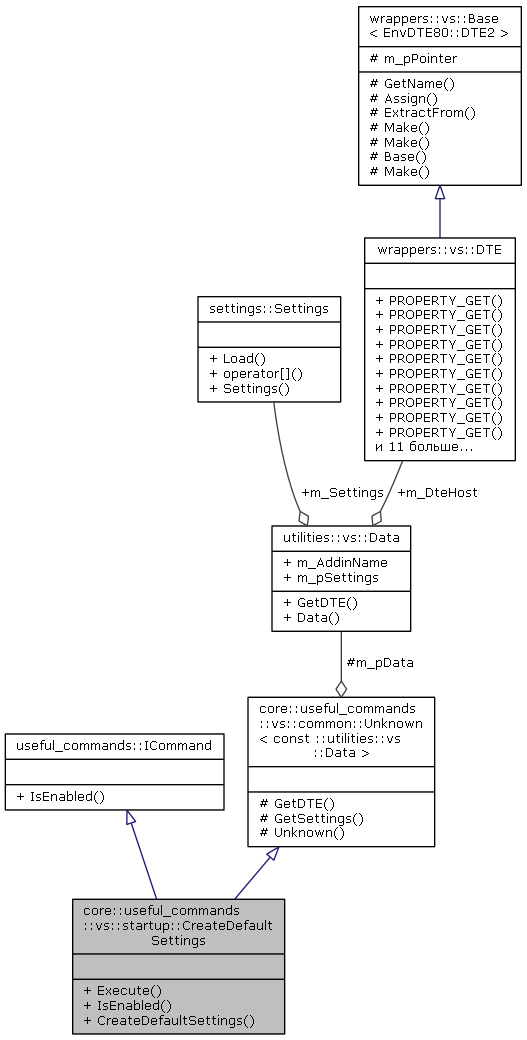 wrappers::vs::Base
< EnvDTE80::DTE2 >
# m_pPointer
# GetName()
# Assign()
# ExtractFrom()
# Make()
# Make()
# Base()
# Make()
wrappers::vs::DTE
+ PROPERTY_GET()
+ PROPERTY_GET()
+ PROPERTY_GET()
+ PROPERTY_GET()
+ PROPERTY_GET()
+ PROPERTY_GET()
+ PROPERTY_GET()
+ PROPERTY_GET()
+ PROPERTY_GET()
+ PROPERTY_GET()
и 11 больше...
settings::Settings
+ Load()
+ operator[]()
+ Settings()
+m_Settings
+m_DteHost
utilities::vs::Data
+ m_AddinName
+ m_pSettings
+ GetDTE()
+ Data()
#m_pData
core::useful_commands
::vs::common::Unknown
< const ::utilities::vs
::Data >
# GetDTE()
# GetSettings()
# Unknown()
useful_commands::ICommand
+ IsEnabled()
core::useful_commands
::vs::startup::CreateDefault
Settings
+ Execute()
+ IsEnabled()
+ CreateDefaultSettings()